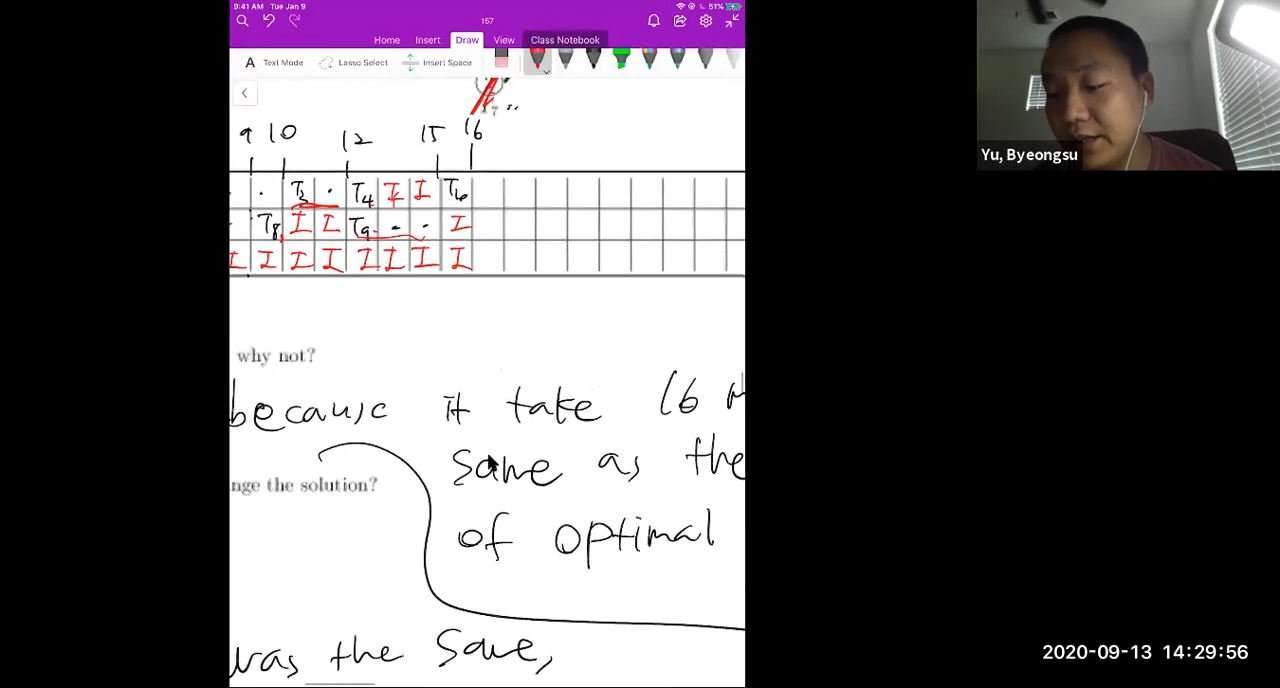 9:41 AM Tue Jan 9
51%
167
Home Insert Draw View Class Notebook
A Text Mode Lasso Select Insert Space
9 10 12 15 16
T3 · T4 I I T6
T8 I I T9 - - I
I I I I I I I I
why not?
because it take 16
same as the
nge the solution?
of optimal
was the same,
Yu, Byeongsu
2020-09-13 14:29:56